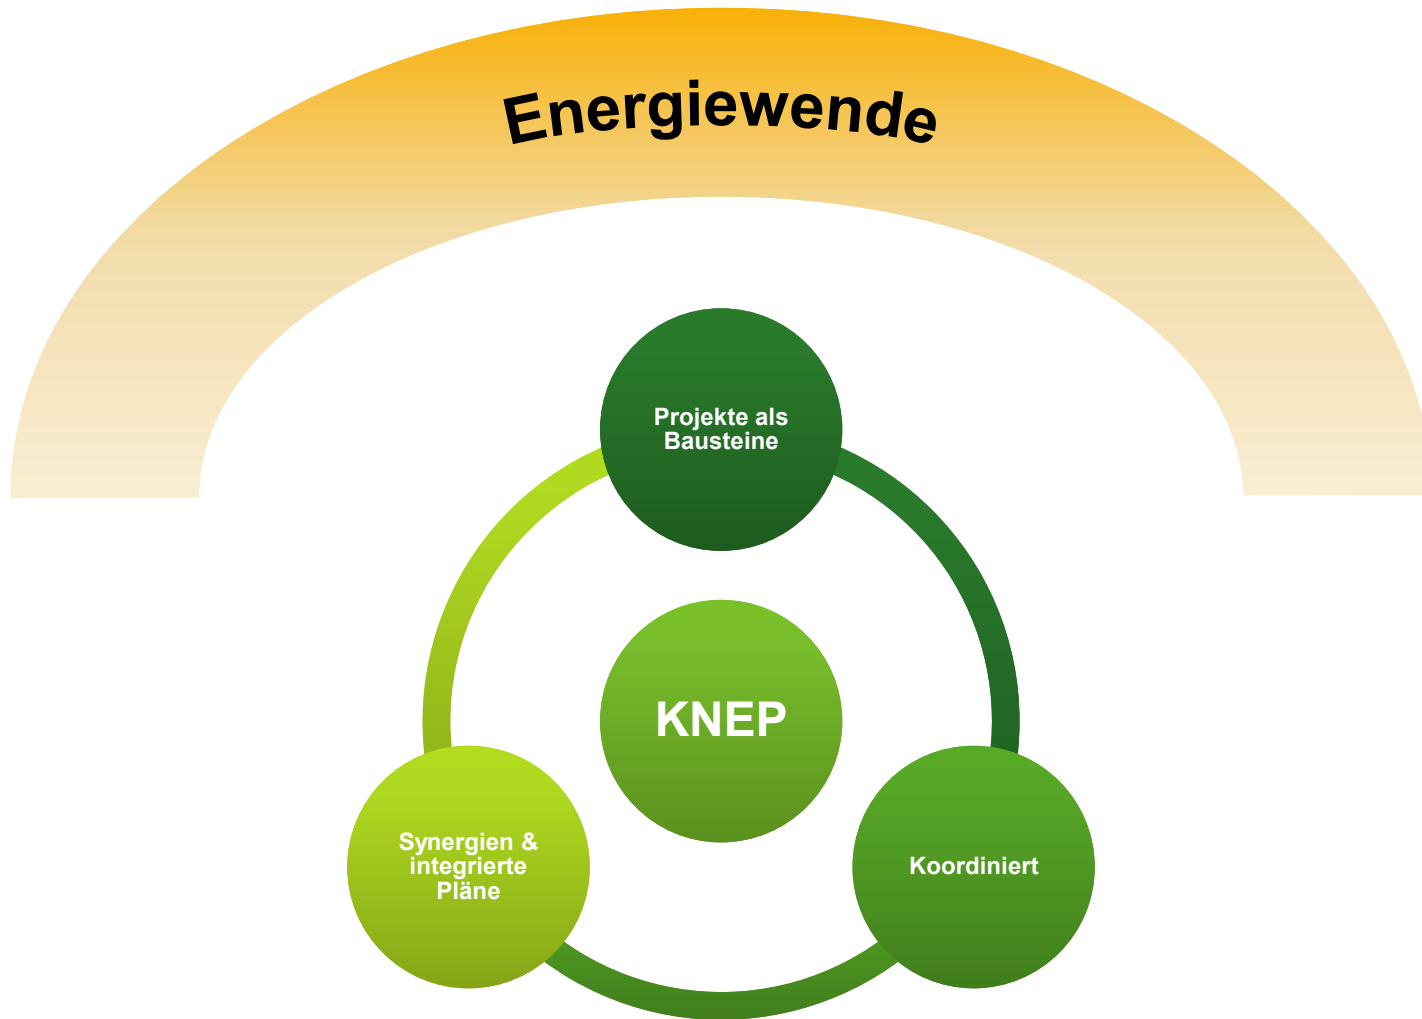 Energiewende
Projekte als
Bausteine
KNEP
Synergien &
integrierte
Pläne
Koordiniert